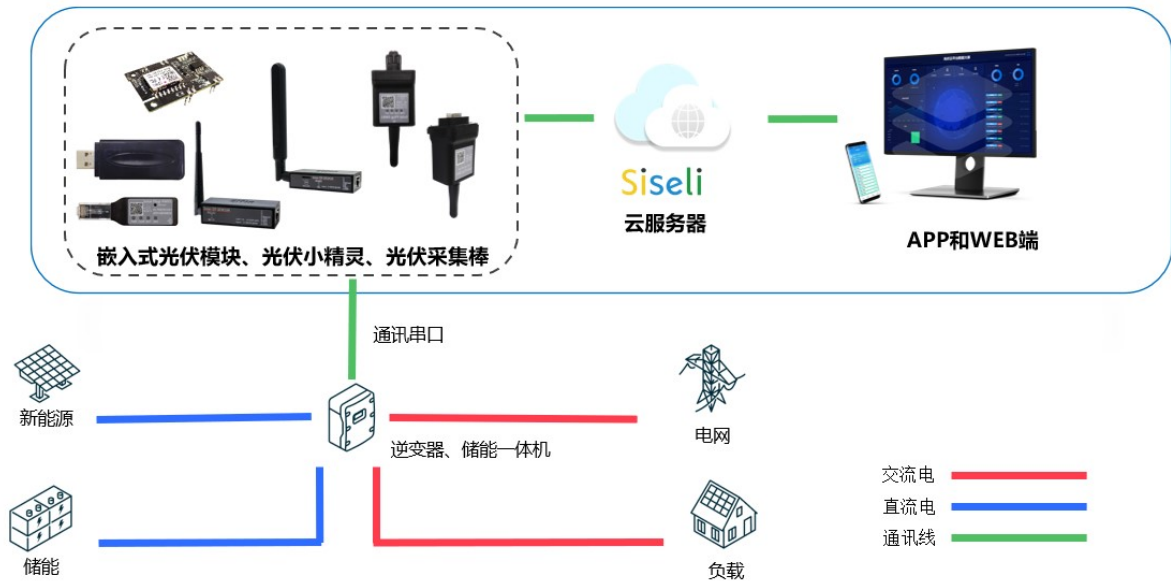 Siseli
云服务器
APP和WEB端
嵌入式光伏模块、光伏小精灵、光伏采集棒
通讯串口
新能源
电网
逆变器、储能一体机
储能
负载
交流电
直流电
通讯线